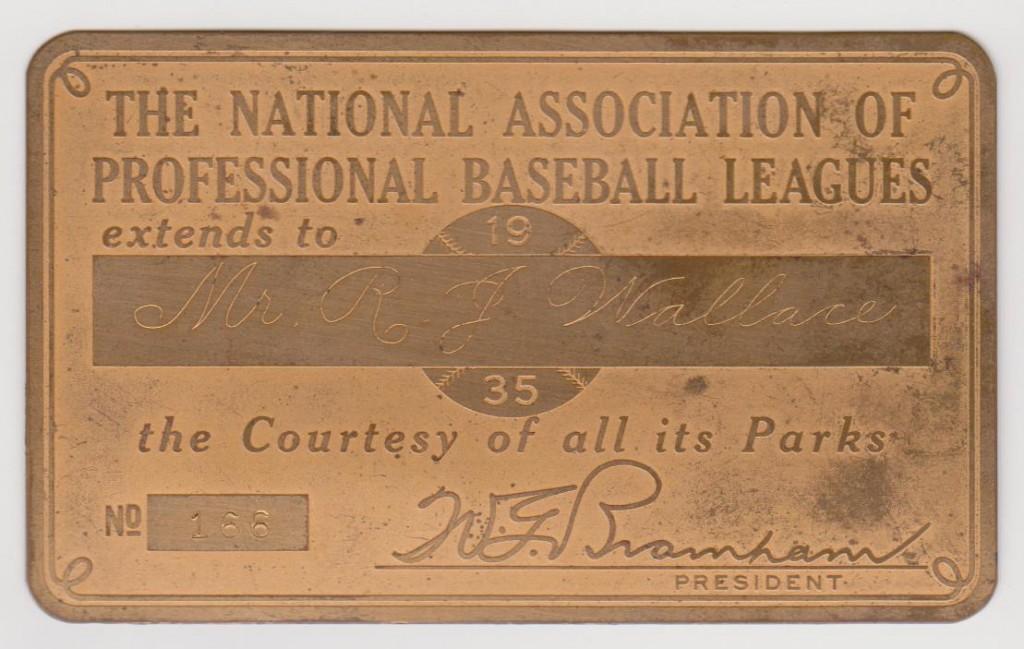 THE NATIONAL ASSOCIATION OF
PROFESSIONAL BASEBALL LEAGUES
extends to
19
Mr. R J Wallace
35
the Courtesy of all its Parks
NO 166
W.F. Bramham
PRESIDENT